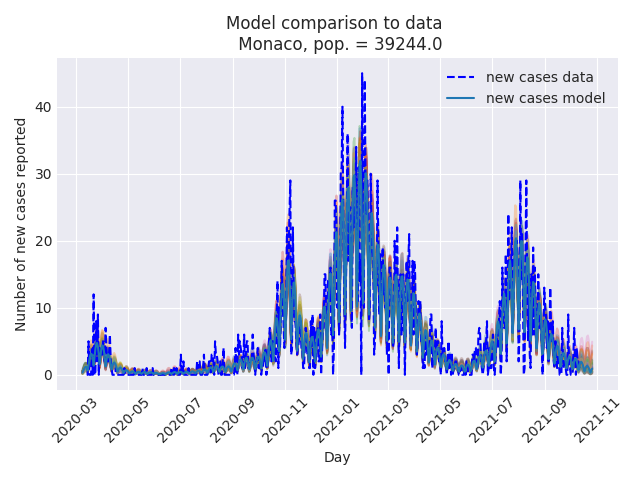 Model comparison to data
Monaco, pop. = 39244.0
new cases data
new cases model
Number of new cases reported
40
30
20
10
0
2020-03
2020-05
2020-07
2020-09
2020-11
2021-01
2021-03
2021-05
2021-07
2021-09
2021-11
Day